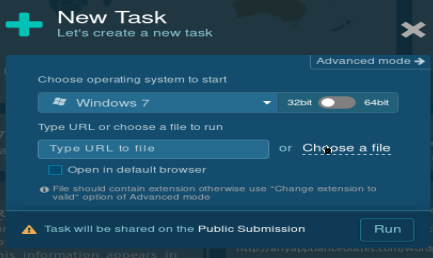 New Task
Let's create a new task
Advanced mode
Choose operating system to start
Windows 7
32bit 64bit
Type URL or choose a file to run
Type URL to file or Choose a file
Open in default browser
File should contain extension otherwise use "Change extension to
valid" option of Advanced mode
Task will be shared on the Public Submission Run
this information appears in